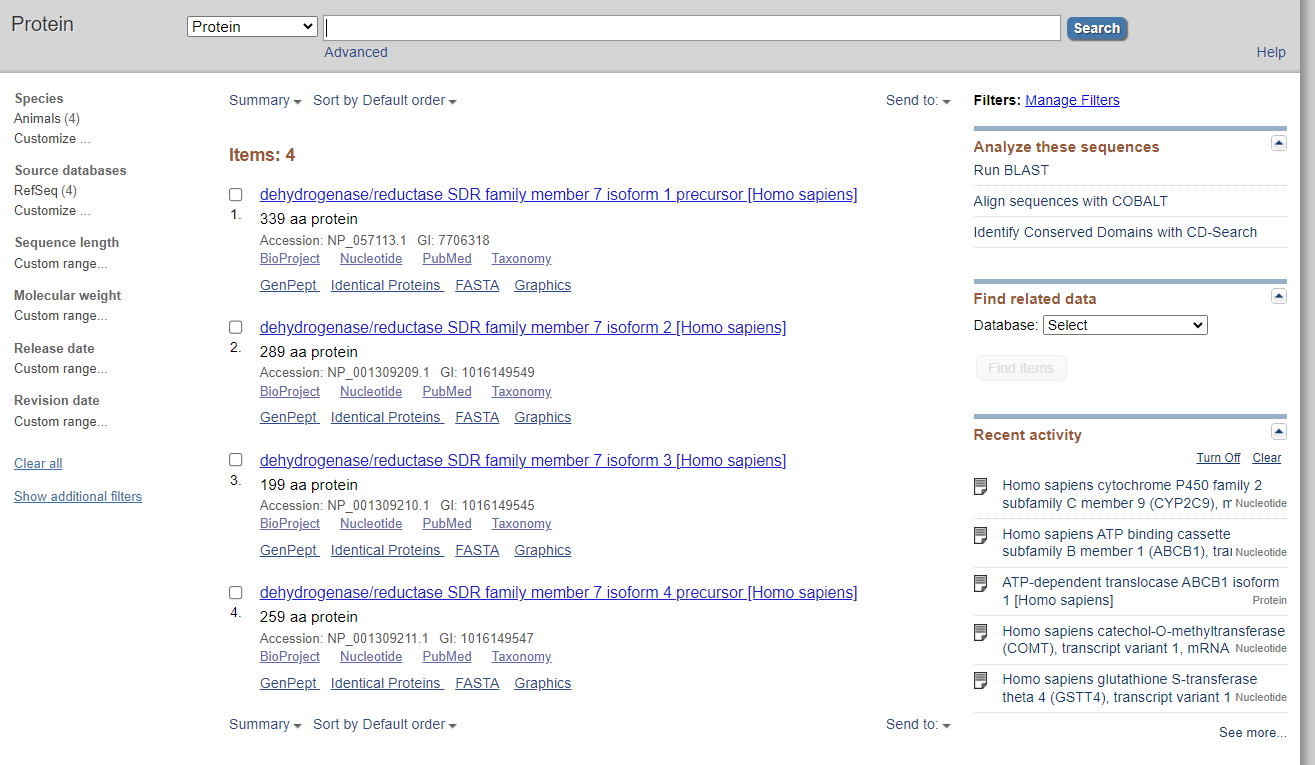 Protein
Protein
Search
Advanced
Help
Species
Animals (4)
Customize ...
Source databases
RefSeq (4)
Customize ...
Sequence length
Custom range...
Molecular weight
Custom range...
Release date
Custom range...
Revision date
Custom range...
Clear all
Show additional filters
Summary Sort by Default order Send to:
Items: 4
dehydrogenase/reductase SDR family member 7 isoform 1 precursor [Homo sapiens]
1. 339 aa protein
Accession: NP_057113.1 GI: 7706318
BioProject Nucleotide PubMed Taxonomy
GenPept Identical Proteins FASTA Graphics
dehydrogenase/reductase SDR family member 7 isoform 2 [Homo sapiens]
2. 289 aa protein
Accession: NP_001309209.1 GI: 1016149549
BioProject Nucleotide PubMed Taxonomy
GenPept Identical Proteins FASTA Graphics
dehydrogenase/reductase SDR family member 7 isoform 3 [Homo sapiens]
3. 199 aa protein
Accession: NP_001309210.1 GI: 1016149545
BioProject Nucleotide PubMed Taxonomy
GenPept Identical Proteins FASTA Graphics
dehydrogenase/reductase SDR family member 7 isoform 4 precursor [Homo sapiens]
4. 259 aa protein
Accession: NP_001309211.1 GI: 1016149547
BioProject Nucleotide PubMed Taxonomy
GenPept Identical Proteins FASTA Graphics
Summary Sort by Default order Send to:
Filters: Manage Filters
Analyze these sequences
Run BLAST
Align sequences with COBALT
Identify Conserved Domains with CD-Search
Find related data
Database: Select
Find items
Recent activity
Turn Off Clear
Homo sapiens cytochrome P450 family 2
subfamily C member 9 (CYP2C9), m Nucleotide
Homo sapiens ATP binding cassette
subfamily B member 1 (ABCB1), trai Nucleotide
ATP-dependent translocase ABCB1 isoform
1 [Homo sapiens] Protein
Homo sapiens catechol-O-methyltransferase
(COMT), transcript variant 1, mRNA Nucleotide
Homo sapiens glutathione S-transferase
theta 4 (GSTT4), transcript variant 1 Nucleotide
See more...